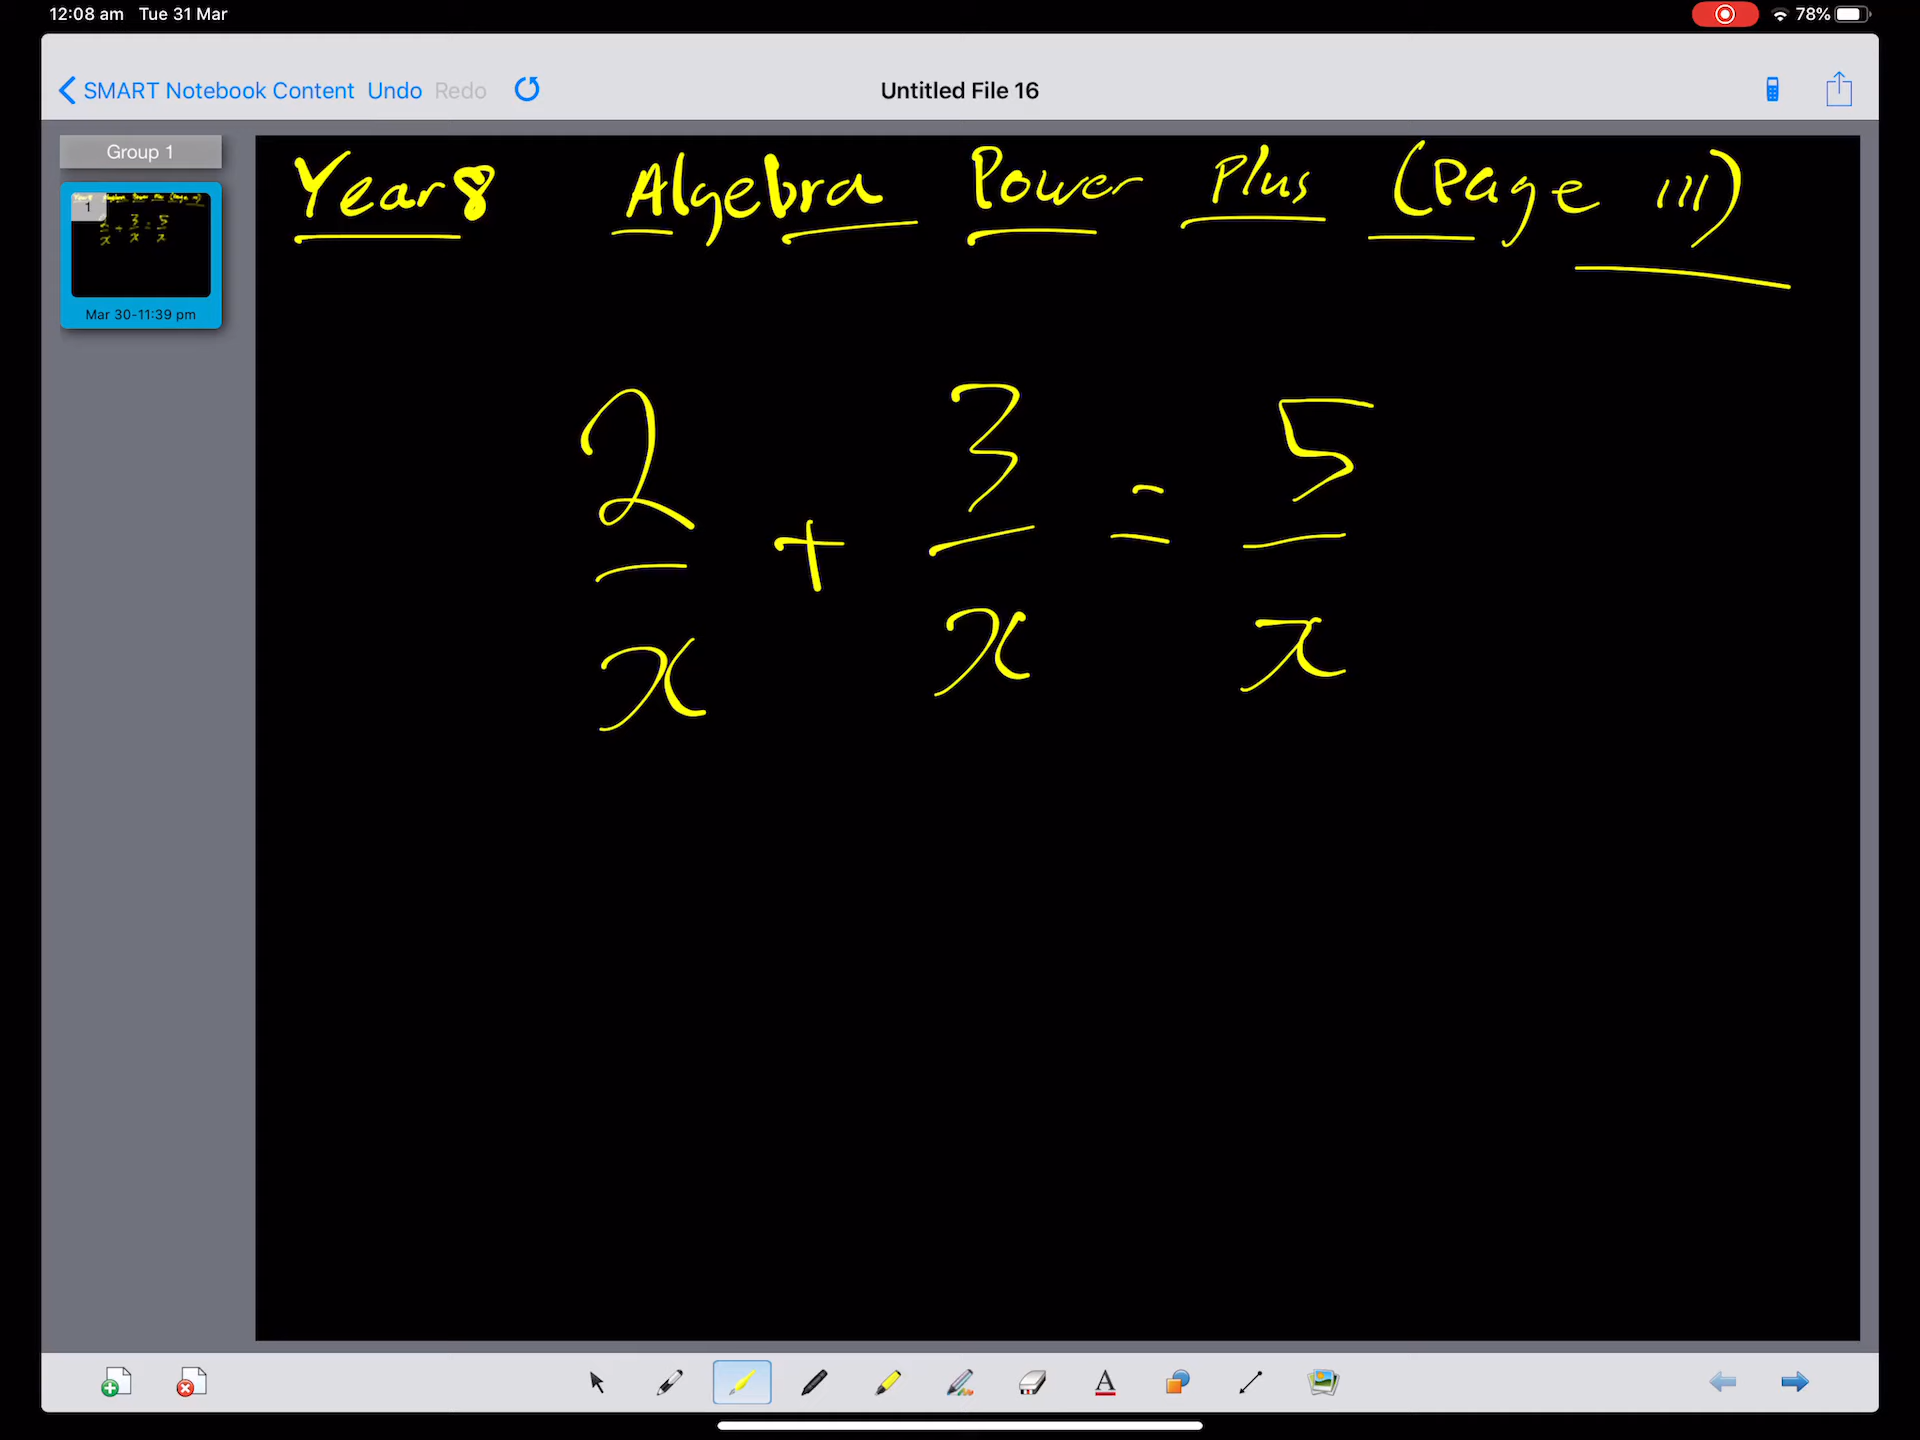 12:08 am Tue 31 Mar 78%
SMART Notebook Content Undo Redo Untitled File 16
Group 1
1
Mar 30-11:39 pm
Year 8 Algebra Power Plus (Page 111)
2/x + 3/x = 5/x
A